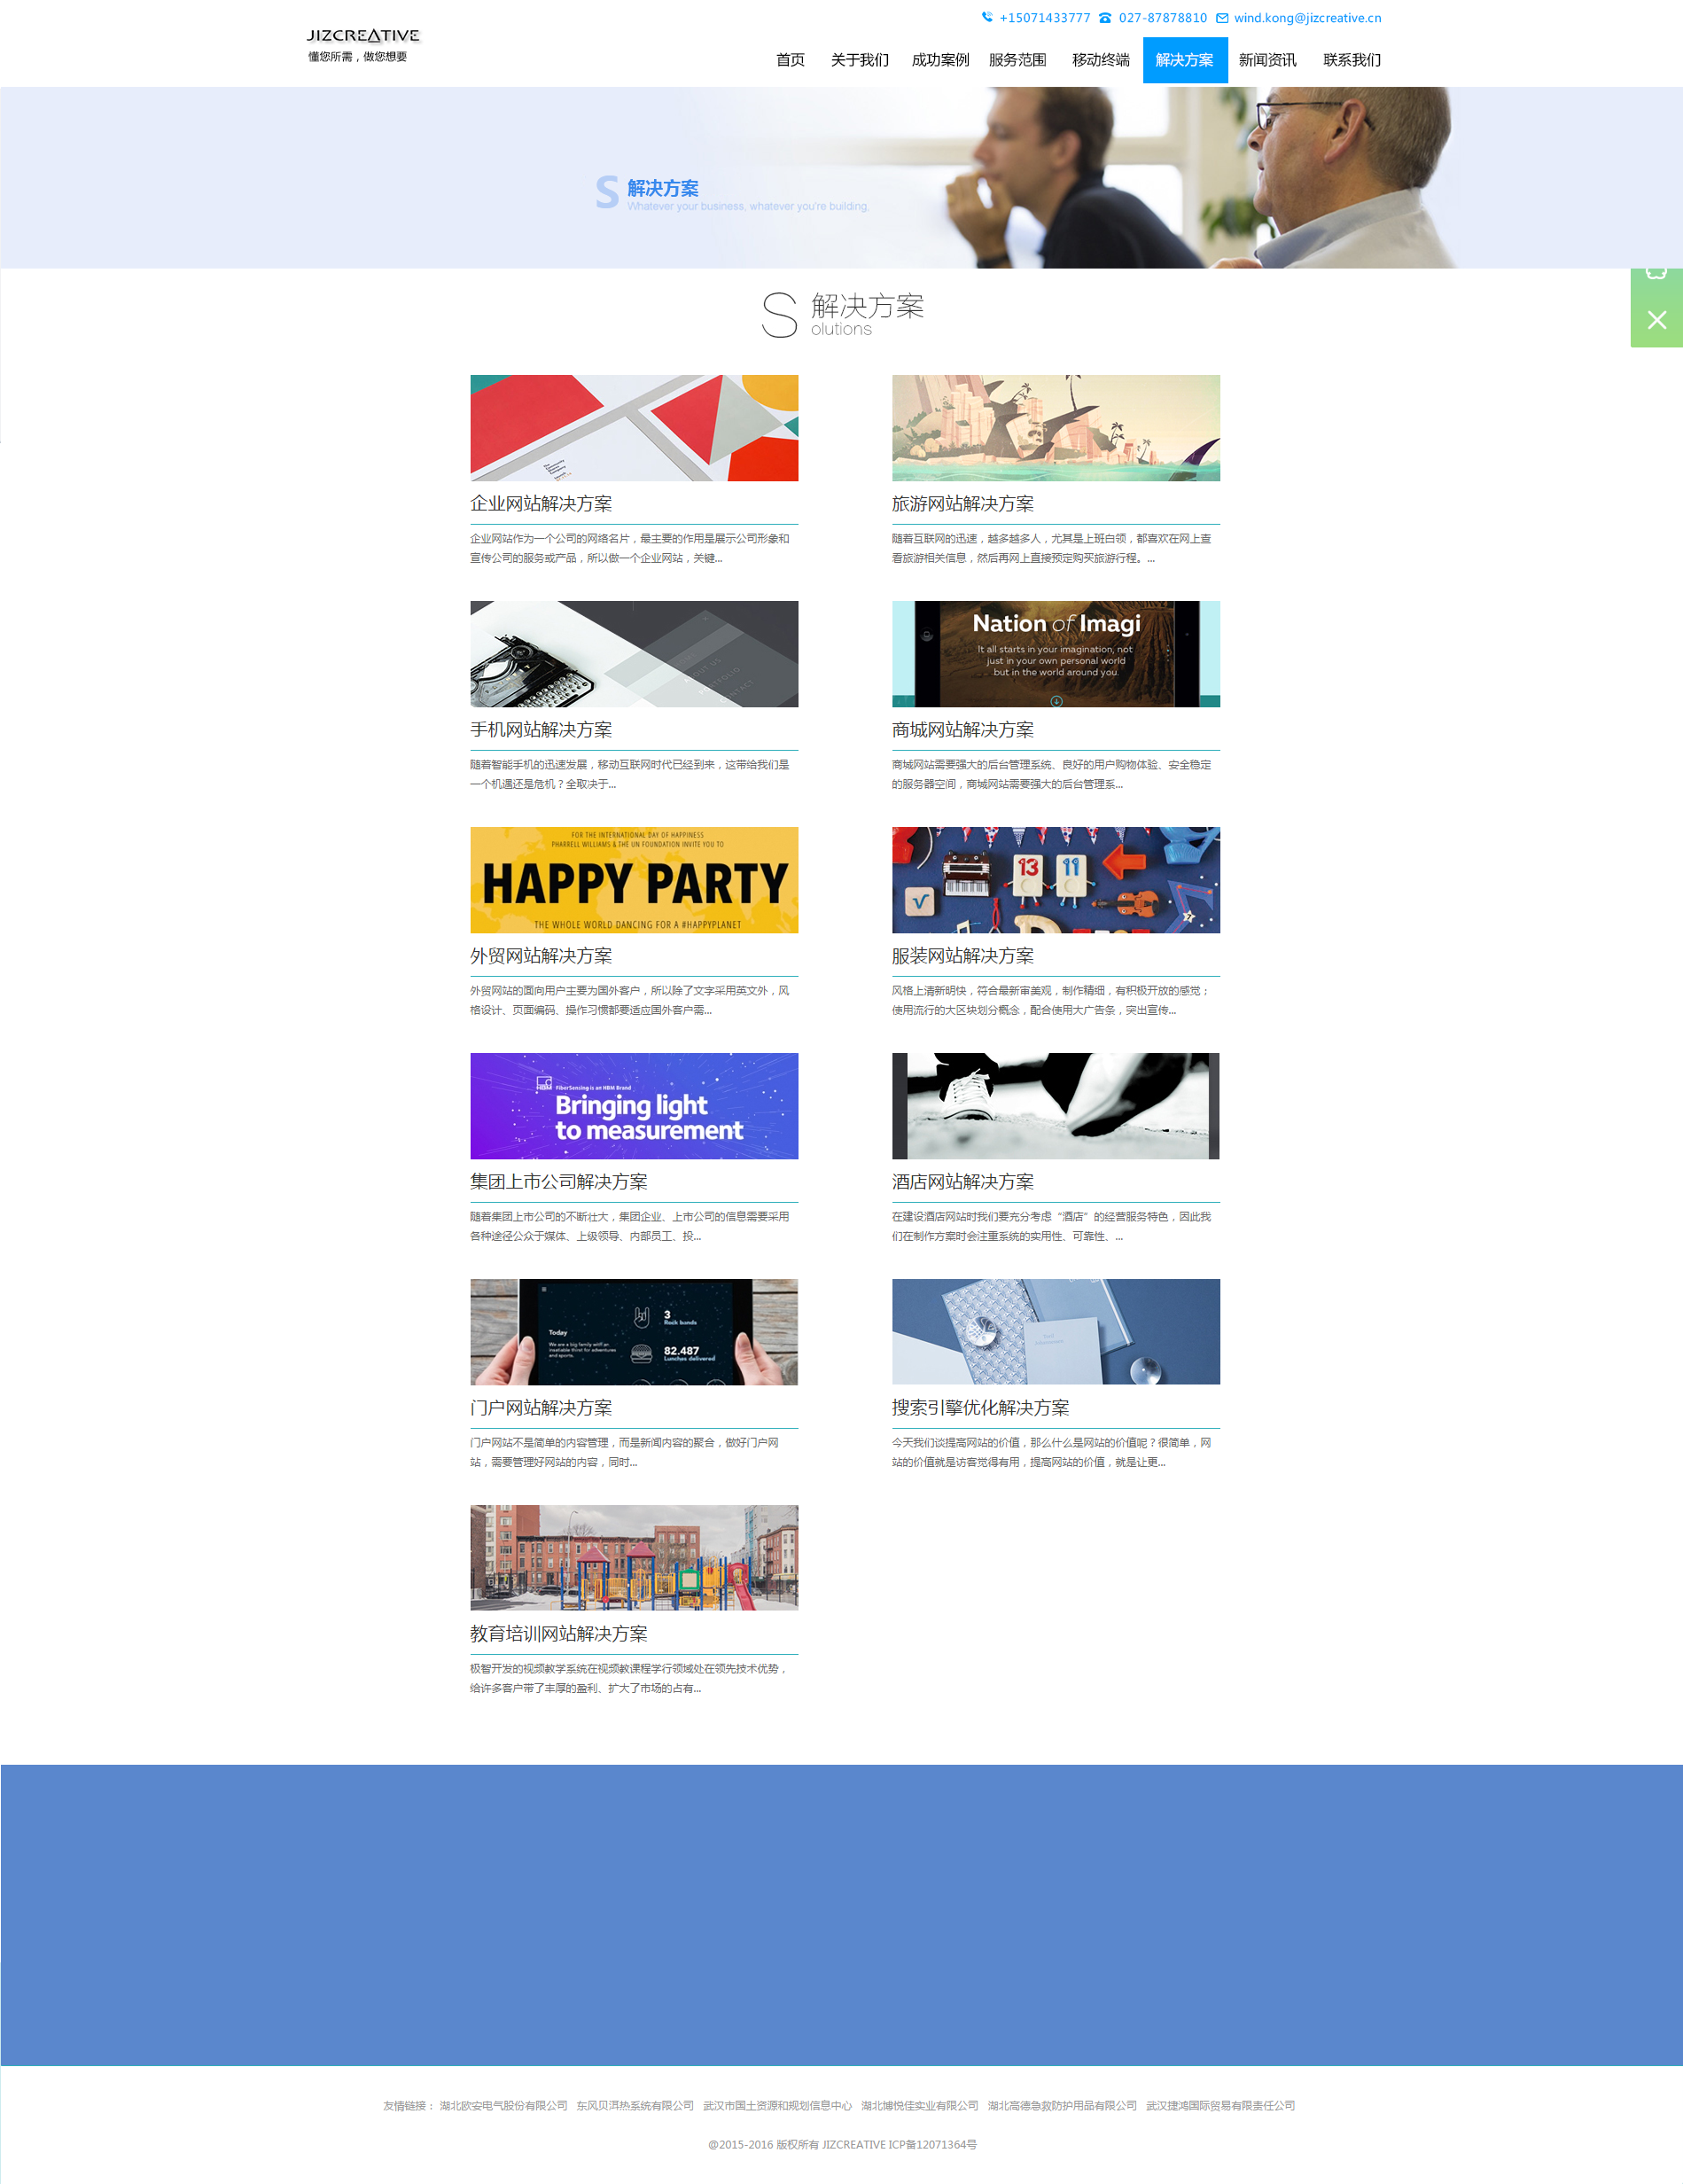 +15071433777 027-87878810 wind.kong@jizcreative.cn
JIZCREATIVE
懂您所需，做您想要
首页 关于我们 成功案例 服务范围 移动终端 解决方案 新闻资讯 联系我们
S 解决方案
Whatever your business, whatever you're building.
S 解决方案
olutions
企业网站解决方案
企业网站作为一个公司的网络名片，最主要的作用是展示公司形象和
宣传公司的服务或产品，所以做一个企业网站，关键...
旅游网站解决方案
随着互联网的迅速，越多越多人，尤其是上班白领，都喜欢在网上查
看旅游相关信息，然后再网上直接预定购买旅游行程。...
手机网站解决方案
随着智能手机的迅速发展，移动互联网时代已经到来，这带给我们是
一个机遇还是危机？全取决于...
Nation of Imagi
It all starts in your imagination, not
just in your own personal world
but in the world around you.
商城网站解决方案
商城网站需要强大的后台管理系统、良好的用户购物体验、安全稳定
的服务器空间，商城网站需要强大的后台管理系...
FOR THE INTERNATIONAL DAY OF HAPPINESS
PHARRELL WILLIAMS & THE UN FOUNDATION INVITE YOU TO
HAPPY PARTY
THE WHOLE WORLD DANCING FOR A #HAPPYPLANET
外贸网站解决方案
外贸网站的面向用户主要为国外客户，所以除了文字采用英文外，风
格设计、页面编码、操作习惯都要适应国外客户需...
13 11
服装网站解决方案
风格上清新明快，符合最新审美观，制作精细，有积极开放的感觉；
使用流行的大区块划分概念，配合使用大广告条，突出宣传...
FiberSensing is an HBM Brand
Bringing light
to measurement
集团上市公司解决方案
随着集团上市公司的不断壮大，集团企业、上市公司的信息需要采用
各种途径公众于媒体、上级领导、内部员工、投...
酒店网站解决方案
在建设酒店网站时我们要充分考虑“酒店”的经营服务特色，因此我
们在制作方案时会注重系统的实用性、可靠性、...
Today
We are a big family with an
insatiable thirst for adventures
and sports.
3
Rock bands
82.487
Lunches delivered
门户网站解决方案
门户网站不是简单的内容管理，而是新闻内容的聚合，做好门户网
站，需要管理好网站的内容，同时...
搜索引擎优化解决方案
今天我们谈提高网站的价值，那么什么是网站的价值呢？很简单，网
站的价值就是访客觉得有用，提高网站的价值，就是让更...
教育培训网站解决方案
极智开发的视频教学系统在视频教课程学行领域处在领先技术优势，
给许多客户带了丰厚的盈利、扩大了市场的占有...
友情链接： 湖北欧安电气股份有限公司 东风贝洱热系统有限公司 武汉市国土资源和规划信息中心 湖北博悦佳实业有限公司 湖北高德急救防护用品有限公司 武汉捷鸿国际贸易有限责任公司
@2015-2016 版权所有 JIZCREATIVE ICP备12071364号